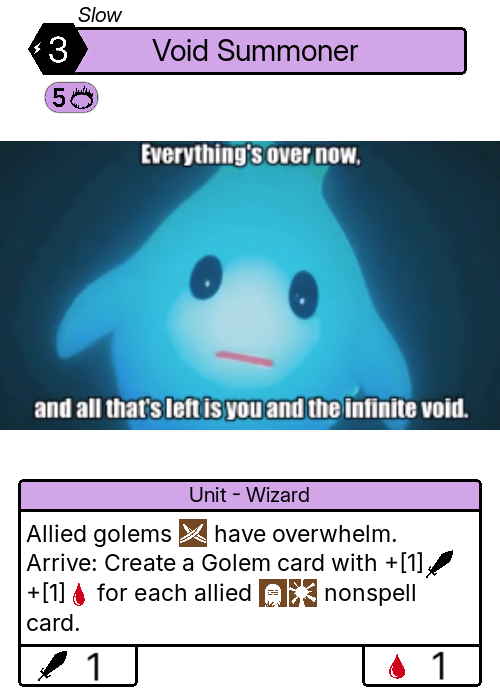 Slow
3
Void Summoner
5
Everything's over now,
and all that's left is you and the infinite void.
Unit - Wizard
Allied golems have overwhelm.
Arrive: Create a Golem card with +[1]
+[1] for each allied nonspell
card.
1
1